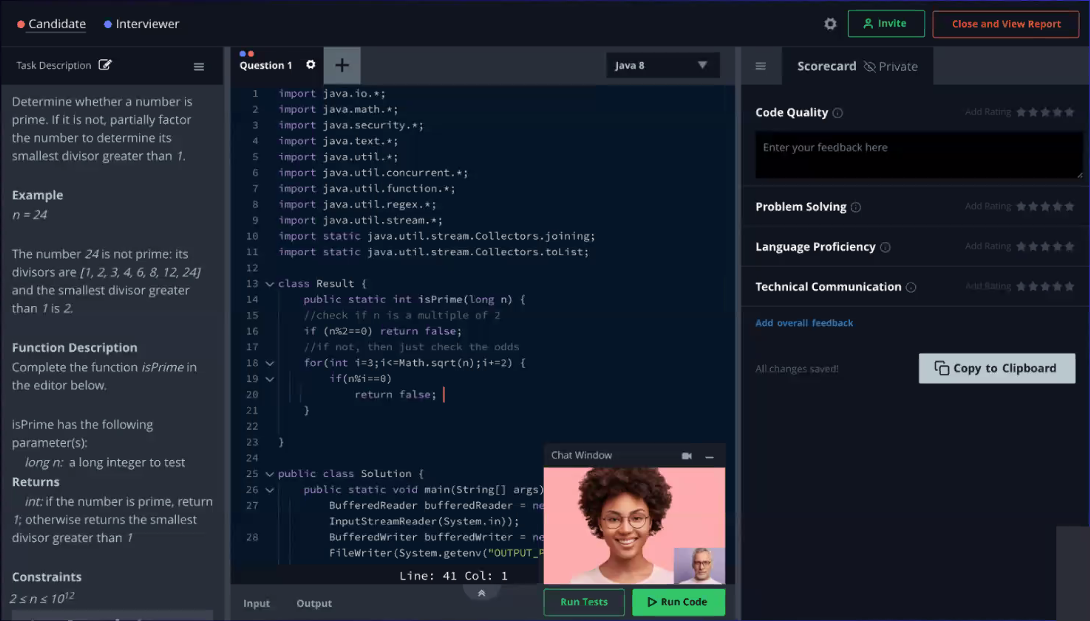 Candidate Interviewer
Invite
Close and View Report
Task Description
Determine whether a number is
prime. If it is not, partially factor
the number to determine its
smallest divisor greater than 1.
Example
n = 24
The number 24 is not prime: its
divisors are [1, 2, 3, 4, 6, 8, 12, 24]
and the smallest divisor greater
than 1 is 2.
Function Description
Complete the function isPrime in
the editor below.
isPrime has the following
parameter(s):
long n: a long integer to test
Returns
int: if the number is prime, return
1; otherwise returns the smallest
divisor greater than 1
Constraints
2 ≤ n ≤ 10¹²
Question 1
+
Java 8
1 import java.io.*;
2 import java.math.*;
3 import java.security.*;
4 import java.text.*;
5 import java.util.*;
6 import java.util.concurrent.*;
7 import java.util.function.*;
8 import java.util.regex.*;
9 import java.util.stream.*;
10 import static java.util.stream.Collectors.joining;
11 import static java.util.stream.Collectors.toList;
12
13 class Result {
14 public static int isPrime(long n) {
15 //check if n is a multiple of 2
16 if (n%2==0) return false;
17 //if not, then just check the odds
18 for(int i=3;i<=Math.sqrt(n);i+=2) {
19 if(n%i==0)
20 return false;
21 }
22
23 }
24
25 public class Solution {
26 public static void main(String[] args)
27 BufferedReader bufferedReader = ne
InputStreamReader(System.in));
28 BufferedWriter bufferedWriter = ne
FileWriter(System.getenv("OUTPUT_P
Line: 41 Col: 1
Input Output
Run Tests
Run Code
Chat Window
Scorecard Private
Code Quality Add Rating
Enter your feedback here
Problem Solving Add Rating
Language Proficiency Add Rating
Technical Communication Add Rating
Add overall feedback
All changes saved!
Copy to Clipboard